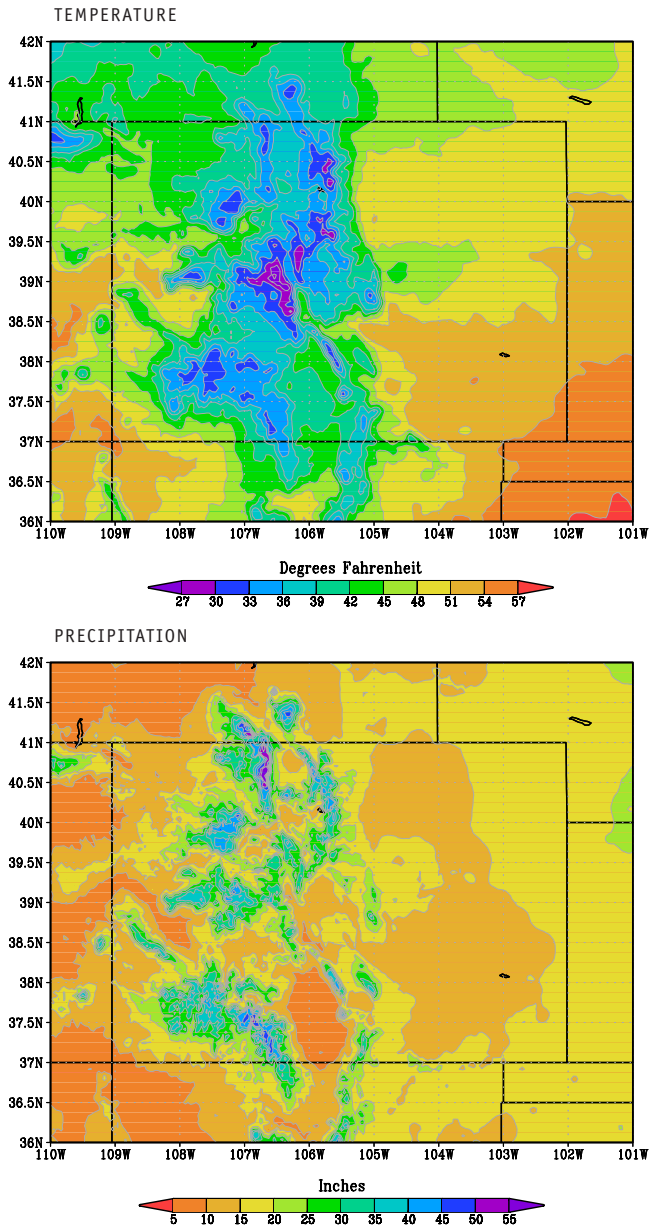 TEMPERATURE
42N
41.5N
41N
40.5N
40N
39.5N
39N
38.5N
38N
37.5N
37N
36.5N
36N
110W 109W 108W 107W 106W 105W 104W 103W 102W 101W
Degrees Fahrenheit
27 30 33 36 39 42 45 48 51 54 57
PRECIPITATION
42N
41.5N
41N
40.5N
40N
39.5N
39N
38.5N
38N
37.5N
37N
36.5N
36N
110W 109W 108W 107W 106W 105W 104W 103W 102W 101W
Inches
5 10 15 20 25 30 35 40 45 50 55